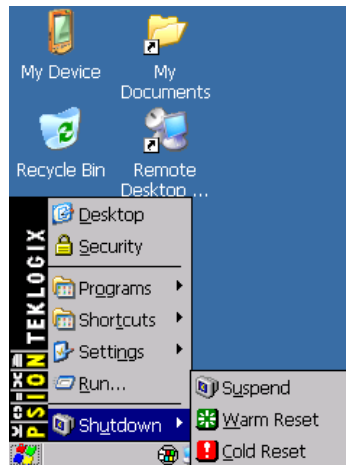 My Device
My
Documents
Recycle Bin
Remote
Desktop ...
Desktop
Security
Programs
Shortcuts
Settings
Run...
Shutdown
Suspend
Warm Reset
Cold Reset
PSION TEKLOGIX